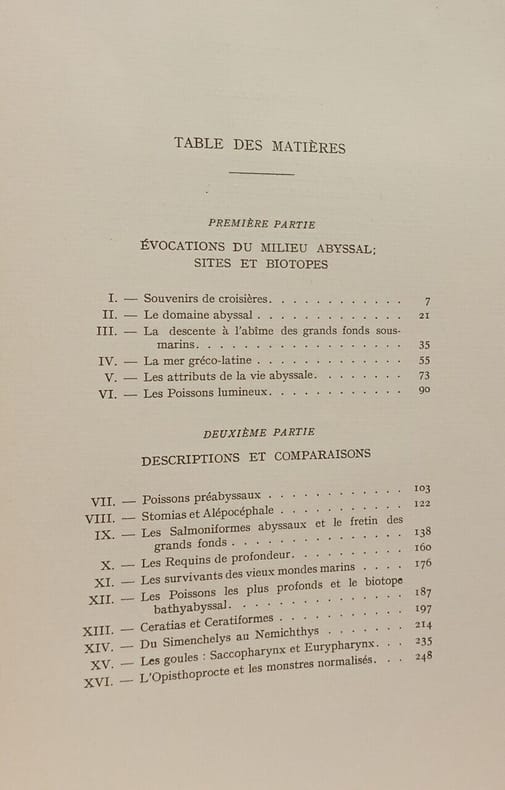 TABLE DES MATIÈRES
PREMIÈRE PARTIE
ÉVOCATIONS DU MILIEU ABYSSAL;
SITES ET BIOTOPES
I. — Souvenirs de croisières. . . . . . . . . . . . 7
II. — Le domaine abyssal . . . . . . . . . . . . . 21
III. — La descente à l'abîme des grands fonds sous-
marins. . . . . . . . . . . . . . . . . . 35
IV. — La mer gréco-latine . . . . . . . . . . . . . 55
V. — Les attributs de la vie abyssale. . . . . . . . 73
VI. — Les Poissons lumineux. . . . . . . . . . . . 90
DEUXIÈME PARTIE
DESCRIPTIONS ET COMPARAISONS
VII. — Poissons préabyssaux . . . . . . . . . . . . 103
VIII. — Stomias et Alépocéphale . . . . . . . . . . . 122
IX. — Les Salmoniformes abyssaux et le fretin des
grands fonds . . . . . . . . . . . . . . . 138
X. — Les Requins de profondeur. . . . . . . . . . 160
XI. — Les survivants des vieux mondes marins . . . . 176
XII. — Les Poissons les plus profonds et le biotope
bathyabyssal. . . . . . . . . . . . . . . 187
XIII. — Ceratias et Ceratiformes . . . . . . . . . . . 197
XIV. — Du Simenchelys au Nemichthys . . . . . . . 214
XV. — Les goules : Saccopharynx et Eurypharynx. . . 235
XVI. — L'Opisthoprocte et les monstres normalisés. . . 248